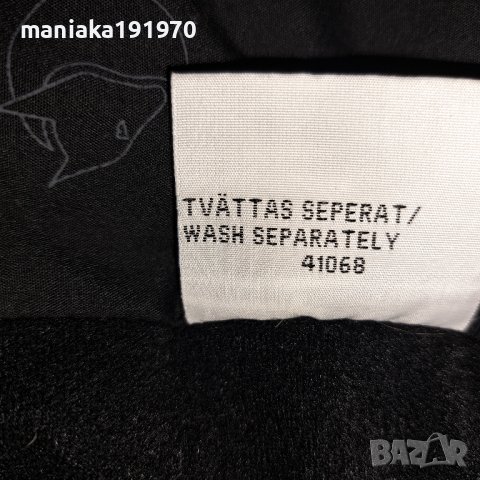 maniaka191970
TVÄTTAS SEPERAT/
WASH SEPARATELY
41068
BAZAR